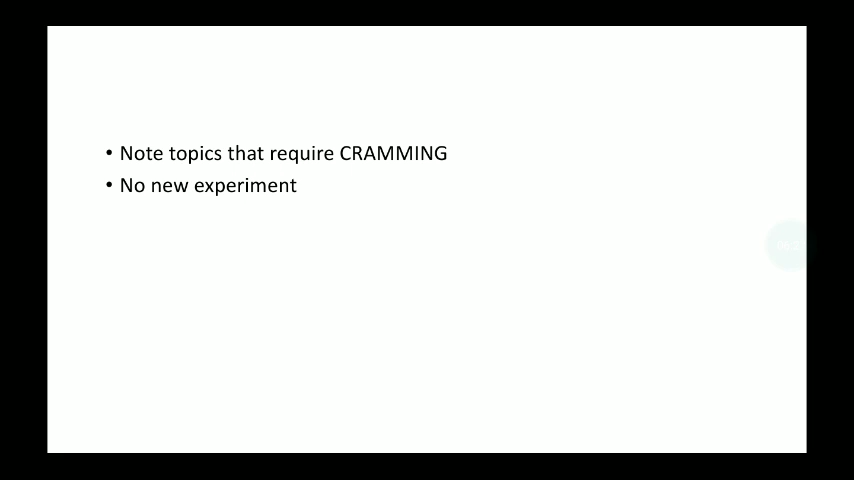 • Note topics that require CRAMMING
• No new experiment